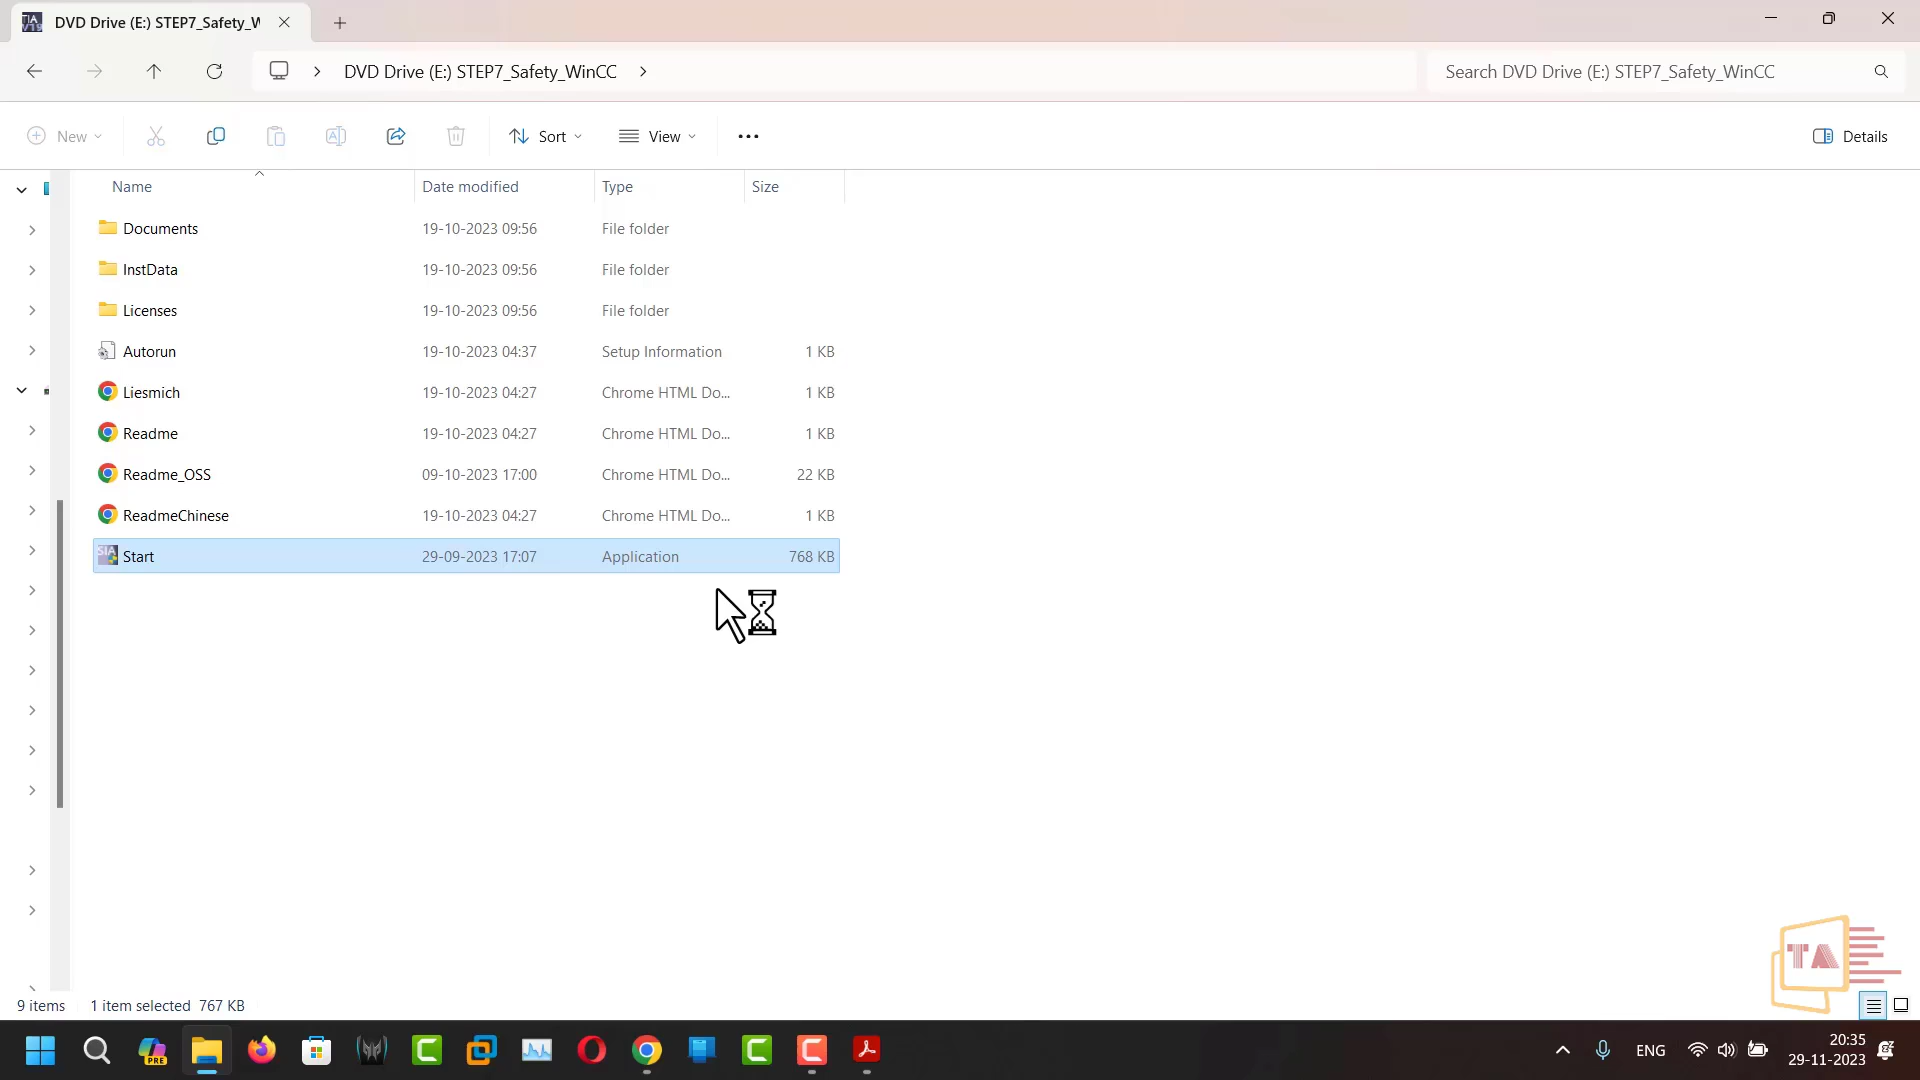 DVD Drive (E:) STEP7_Safety_W
DVD Drive (E:) STEP7_Safety_WinCC
Search DVD Drive (E:) STEP7_Safety_WinCC
New
Sort
View
Details
Name Date modified Type Size
Documents 19-10-2023 09:56 File folder
InstData 19-10-2023 09:56 File folder
Licenses 19-10-2023 09:56 File folder
Autorun 19-10-2023 04:37 Setup Information 1 KB
Liesmich 19-10-2023 04:27 Chrome HTML Do... 1 KB
Readme 19-10-2023 04:27 Chrome HTML Do... 1 KB
Readme_OSS 09-10-2023 17:00 Chrome HTML Do... 22 KB
ReadmeChinese 19-10-2023 04:27 Chrome HTML Do... 1 KB
Start 29-09-2023 17:07 Application 768 KB
TA
9 items 1 item selected 767 KB
PRE
ENG
20:35
29-11-2023